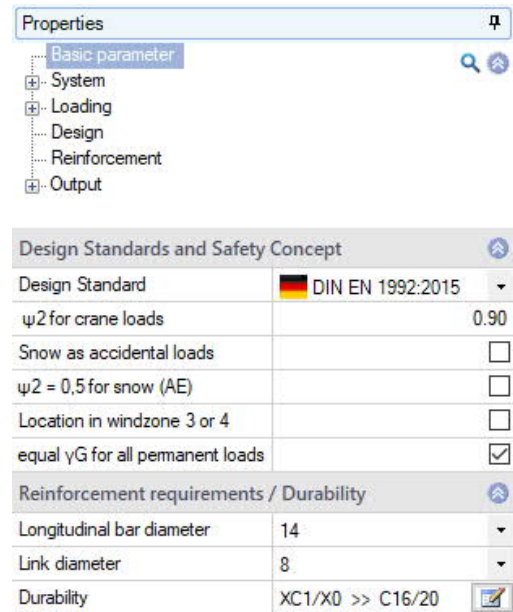 Properties
Basic parameter
System
Loading
Design
Reinforcement
Output
Design Standards and Safety Concept
Design Standard DIN EN 1992:2015
ψ2 for crane loads 0.90
Snow as accidental loads
ψ2 = 0,5 for snow (AE)
Location in windzone 3 or 4
equal γG for all permanent loads
Reinforcement requirements / Durability
Longitudinal bar diameter 14
Link diameter 8
Durability XC1/X0 >> C16/20